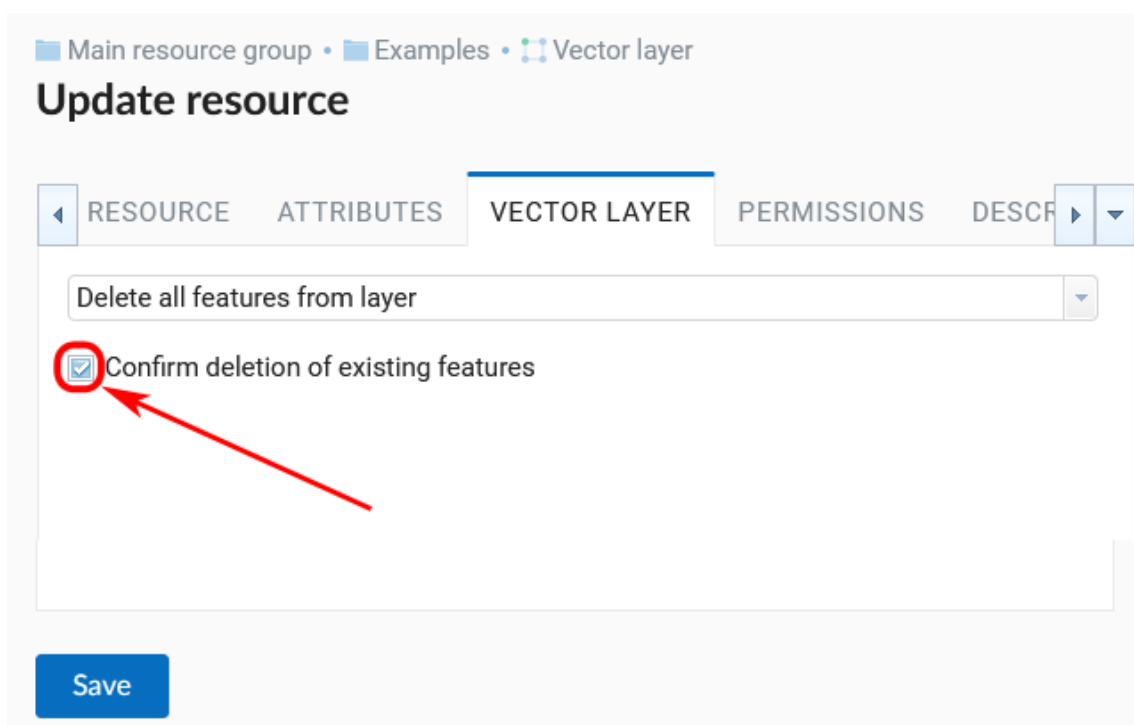 Main resource group • Examples • Vector layer
Update resource
RESOURCE ATTRIBUTES VECTOR LAYER PERMISSIONS DESCR
Delete all features from layer
Confirm deletion of existing features
Save